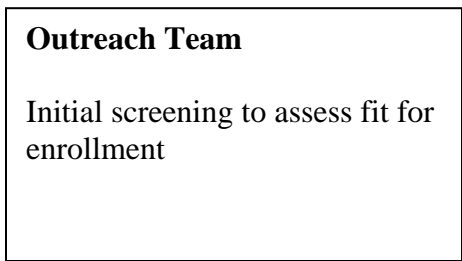 Outreach Team
Initial screening to assess fit for
enrollment